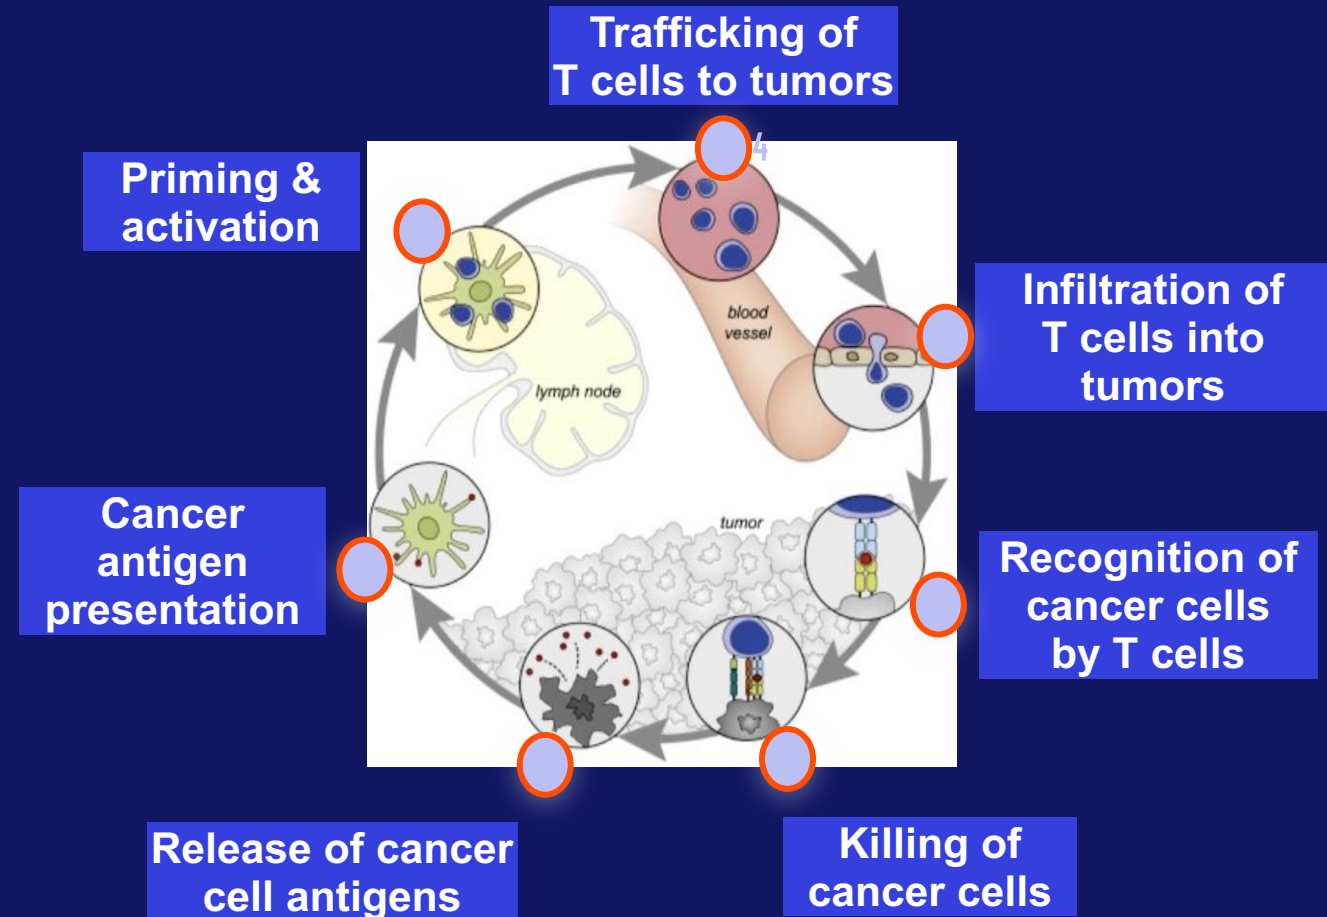 Trafficking of
T cells to tumors
4
Priming &
activation
Infiltration of
T cells into
tumors
blood
vessel
lymph node
Cancer
antigen
presentation
tumor
Recognition of
cancer cells
by T cells
Release of cancer
cell antigens
Killing of
cancer cells